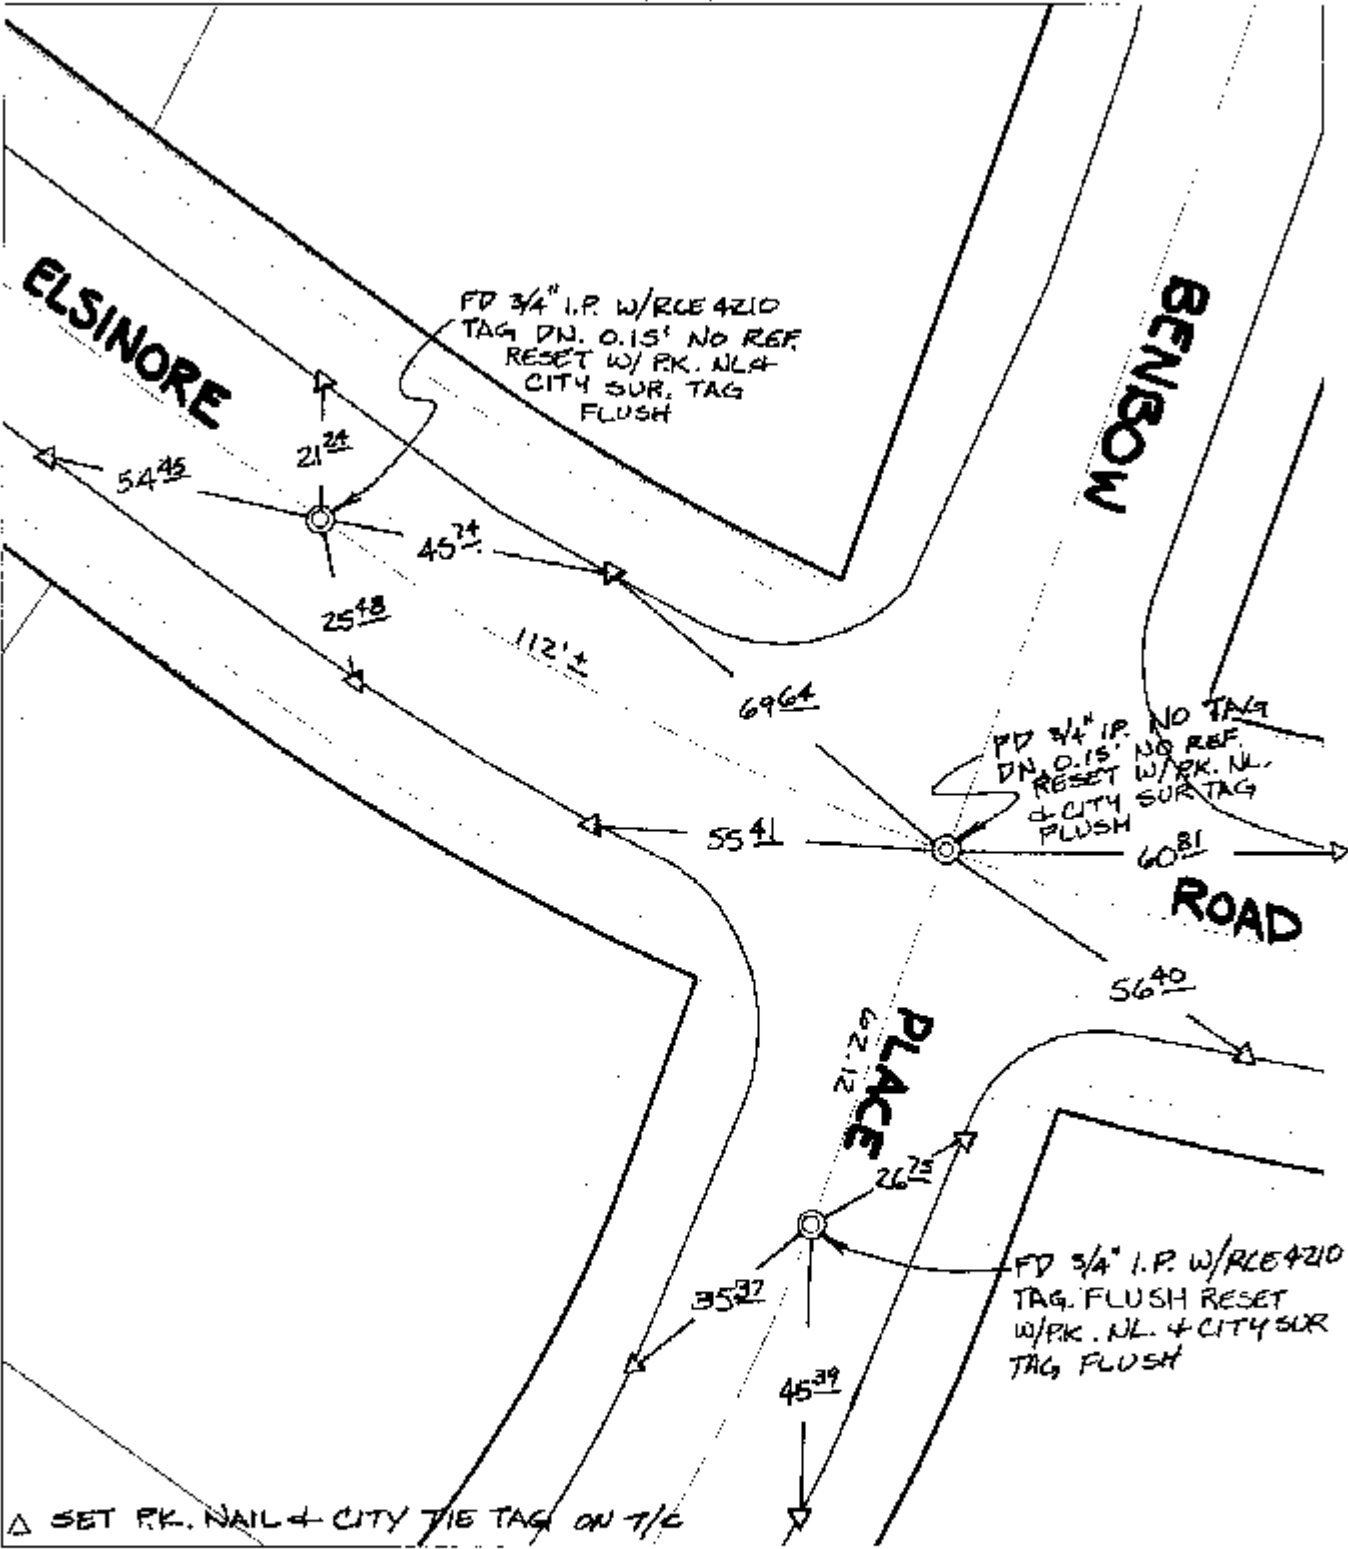 ELSINORE
BENBOW
FD 3/4" I.P. W/RCE 4210
TAG DN. 0.15' NO REF.
RESET W/ P.K. NL &
CITY SUR. TAG
FLUSH
21 24
54 45
45 74
25 48
112'±
69 64
FD 3/4" I.P. NO TAG
DN. 0.15' NO REF.
RESET W/ P.K. NL.
& CITY SUR TAG
FLUSH
55 41
60 81
ROAD
56 40
PLACE
26 75
FD 3/4" I.P. W/RCE 4210
TAG. FLUSH RESET
W/P.K. NL. & CITY SUR
TAG FLUSH
35 37
45 39
△ SET P.K. NAIL & CITY TIE TAG ON T/C